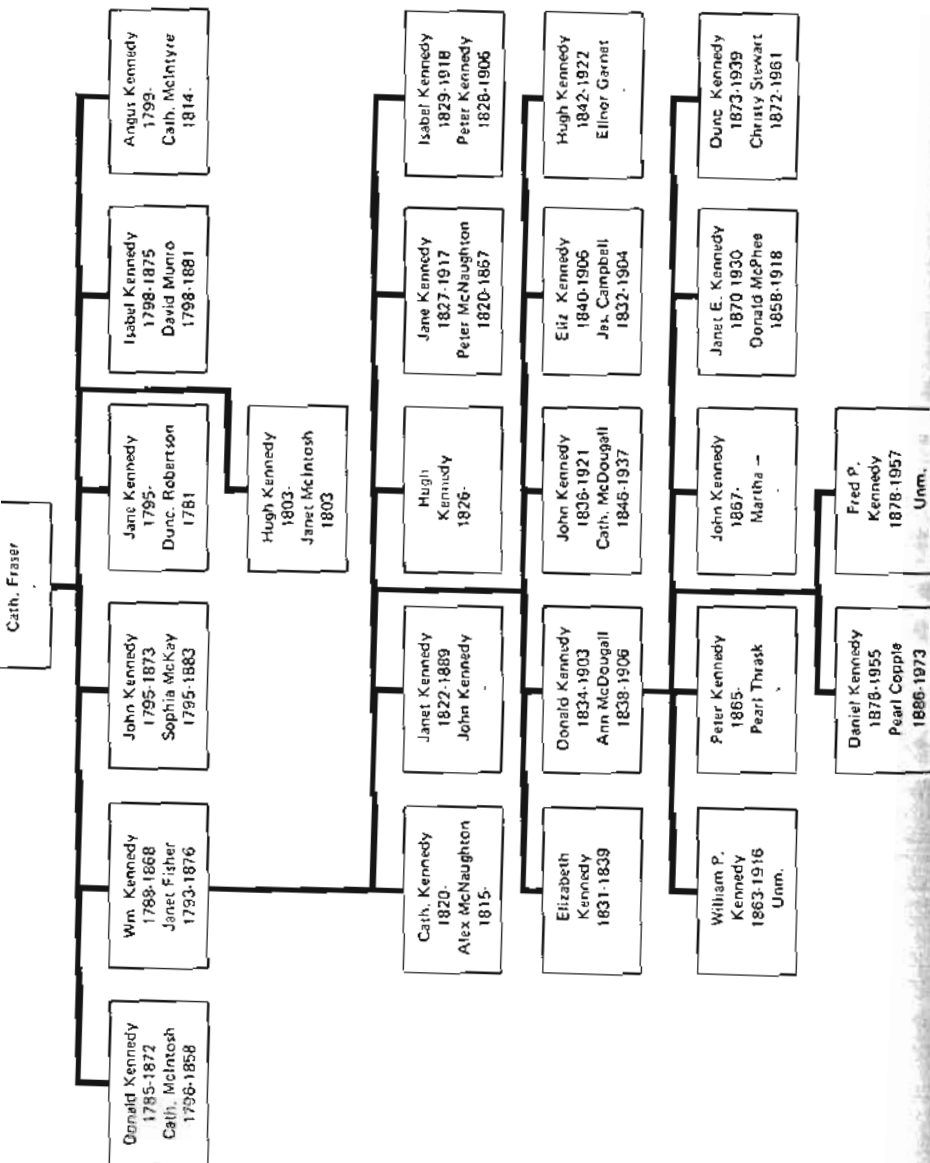 Cath. Fraser
Donald Kennedy
1785-1872
Cath. McIntosh
1796-1858
Wm. Kennedy
1788-1868
Janet Fisher
1793-1876
John Kennedy
1795-1873
Sophia McKay
1795-1883
Jane Kennedy
1795-
Dunc. Robertson
1781
Isabel Kennedy
1798-1875
David Munro
1798-1881
Angus Kennedy
1799-
Cath. McIntyre
1814-
Hugh Kennedy
1803-
Janet McIntosh
1803
Cath. Kennedy
1820-
Alex McNaughton
1815-
Janet Kennedy
1822-1889
John Kennedy
Hugh
Kennedy
1826-
Jane Kennedy
1827-1917
Peter McNaughton
1820-1867
Isabel Kennedy
1829-1918
Peter Kennedy
1828-1906
Elizabeth
Kennedy
1831-1839
Donald Kennedy
1834-1903
Ann McDougall
1838-1906
John Kennedy
1836-1921
Cath. McDougall
1846-1937
Eliz Kennedy
1840-1906
Jas. Campbell
1832-1904
Hugh Kennedy
1842-1922
Elinor Garnet
William P.
Kennedy
1863-1916
Unm.
Peter Kennedy
1865-
Pearl Thrask
John Kennedy
1867-
Martha –
Janet E. Kennedy
1870 1930
Donald McPhee
1858-1918
Dunc Kennedy
1873-1939
Christy Stewart
1872-1961
Daniel Kennedy
1878-1955
Pearl Copple
1886-1973
Fred P.
Kennedy
1878-1957
Unm.